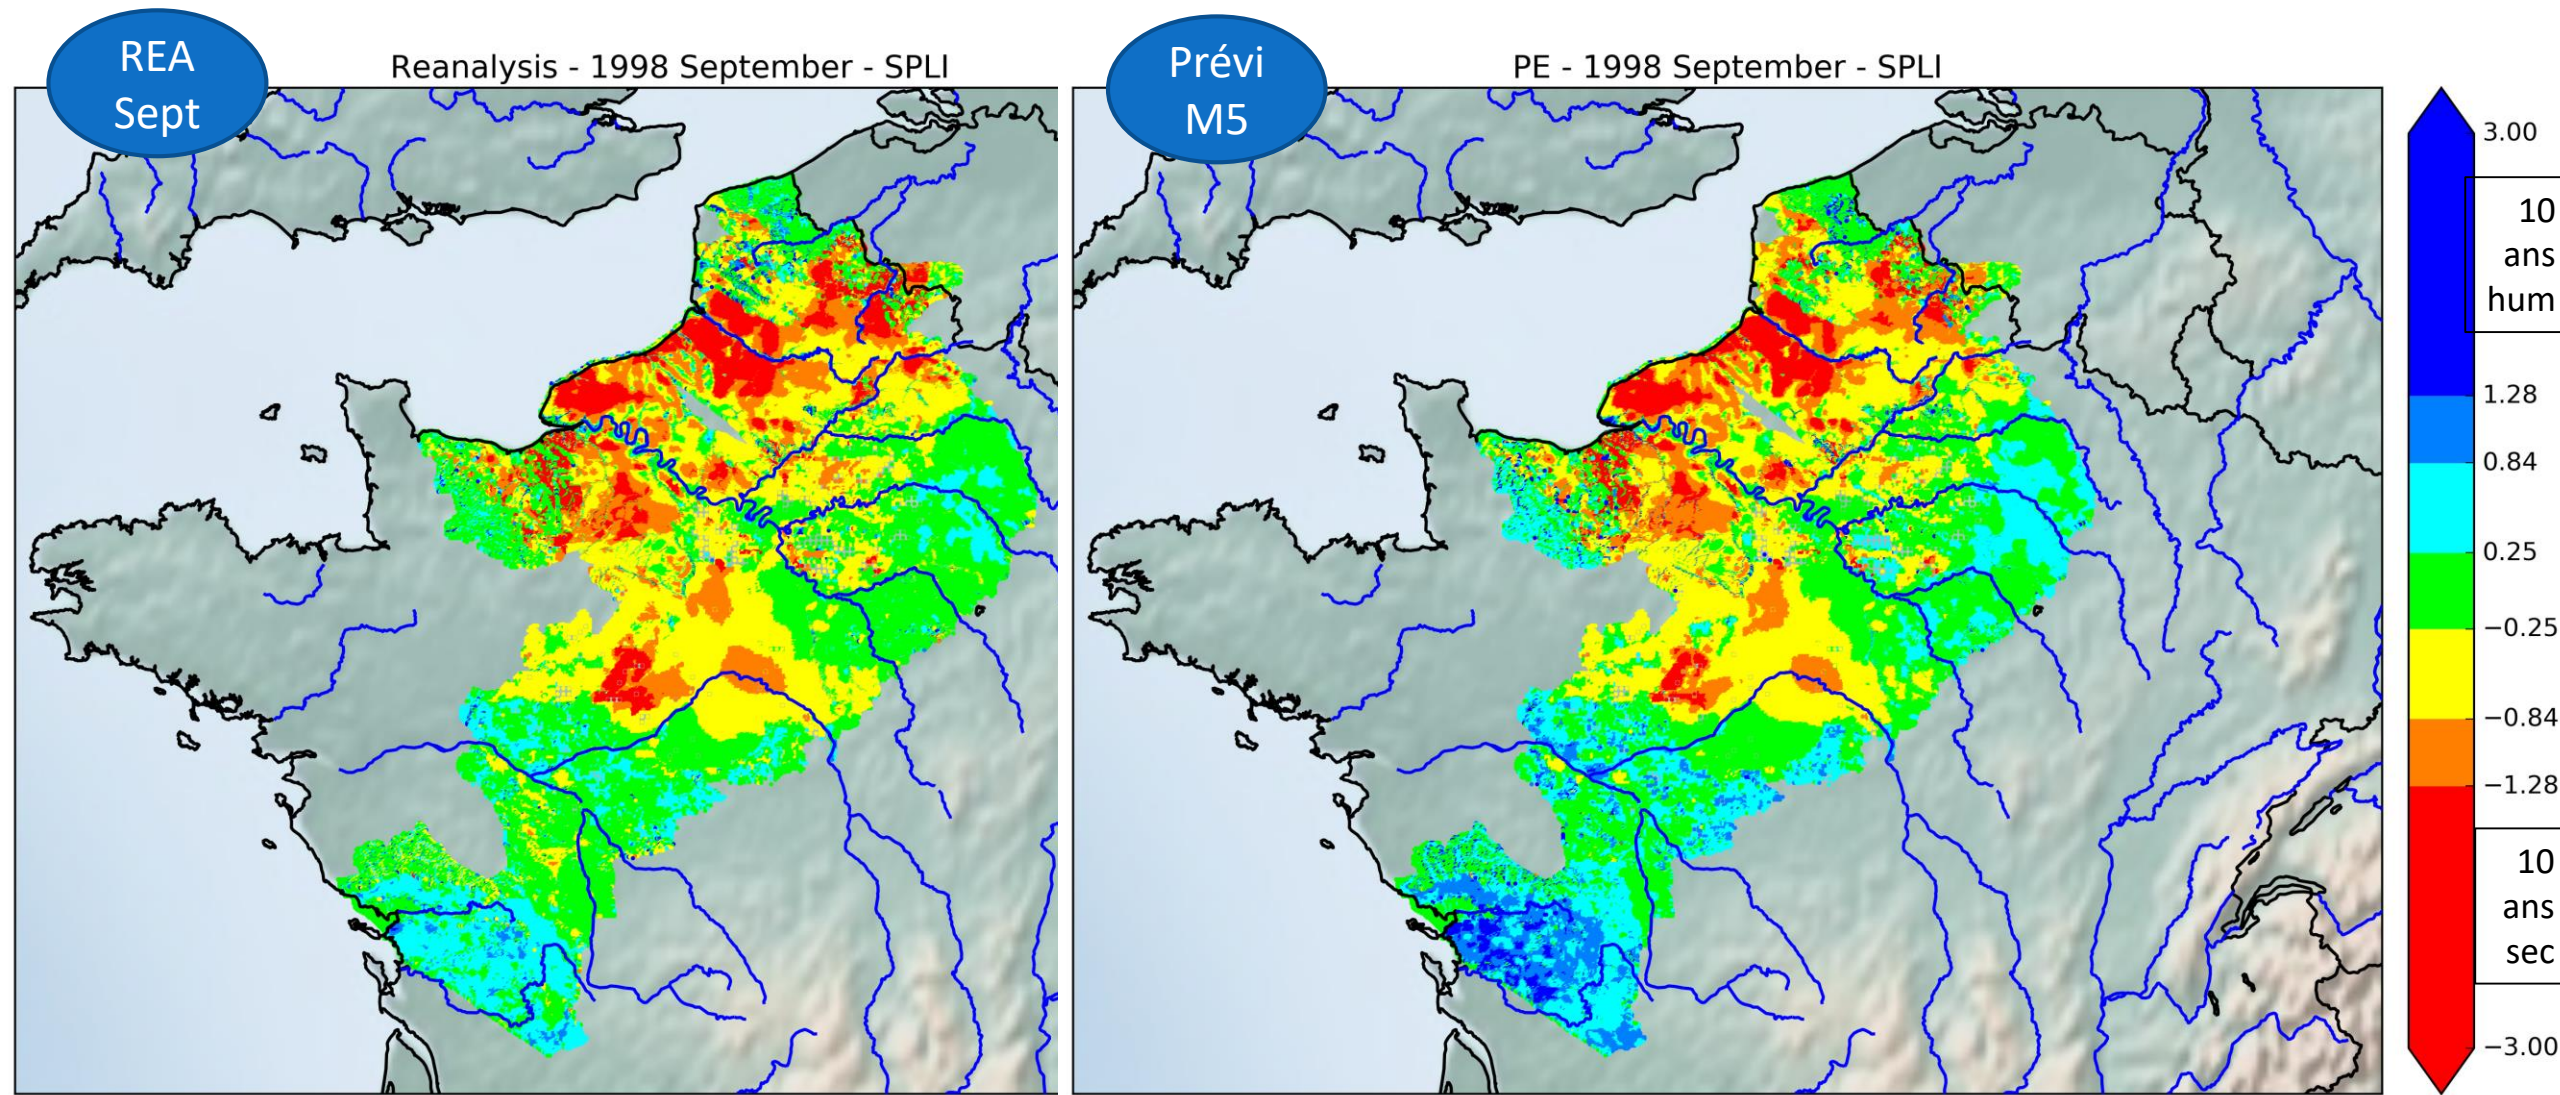 REA
Sept
Reanalysis - 1998 September - SPLI
Prévi
M5
PE - 1998 September - SPLI
3.00
10
ans
hum
1.28
0.84
0.25
−0.25
−0.84
−1.28
10
ans
sec
−3.00